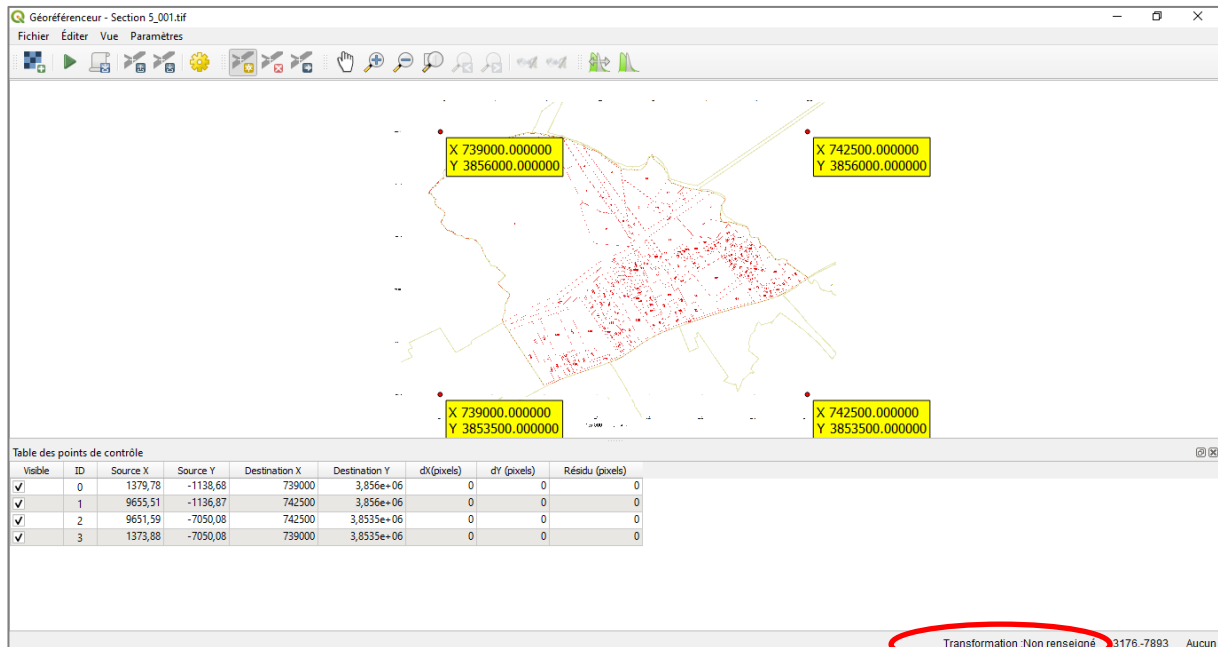 Géoréférenceur - Section 5_001.tif
Fichier Éditer Vue Paramètres
X 739000.000000
Y 3856000.000000
X 742500.000000
Y 3856000.000000
X 739000.000000
Y 3853500.000000
X 742500.000000
Y 3853500.000000
Table des points de contrôle
Visible ID Source X Source Y Destination X Destination Y dX(pixels) dY (pixels) Résidu (pixels)
0 1379,78 -1138,68 739000 3,856e+06 0 0 0
1 9655,51 -1136,87 742500 3,856e+06 0 0 0
2 9651,59 -7050,08 742500 3,8535e+06 0 0 0
3 1373,88 -7050,08 739000 3,8535e+06 0 0 0
Transformation :Non renseigné 3176,-7893 Aucun